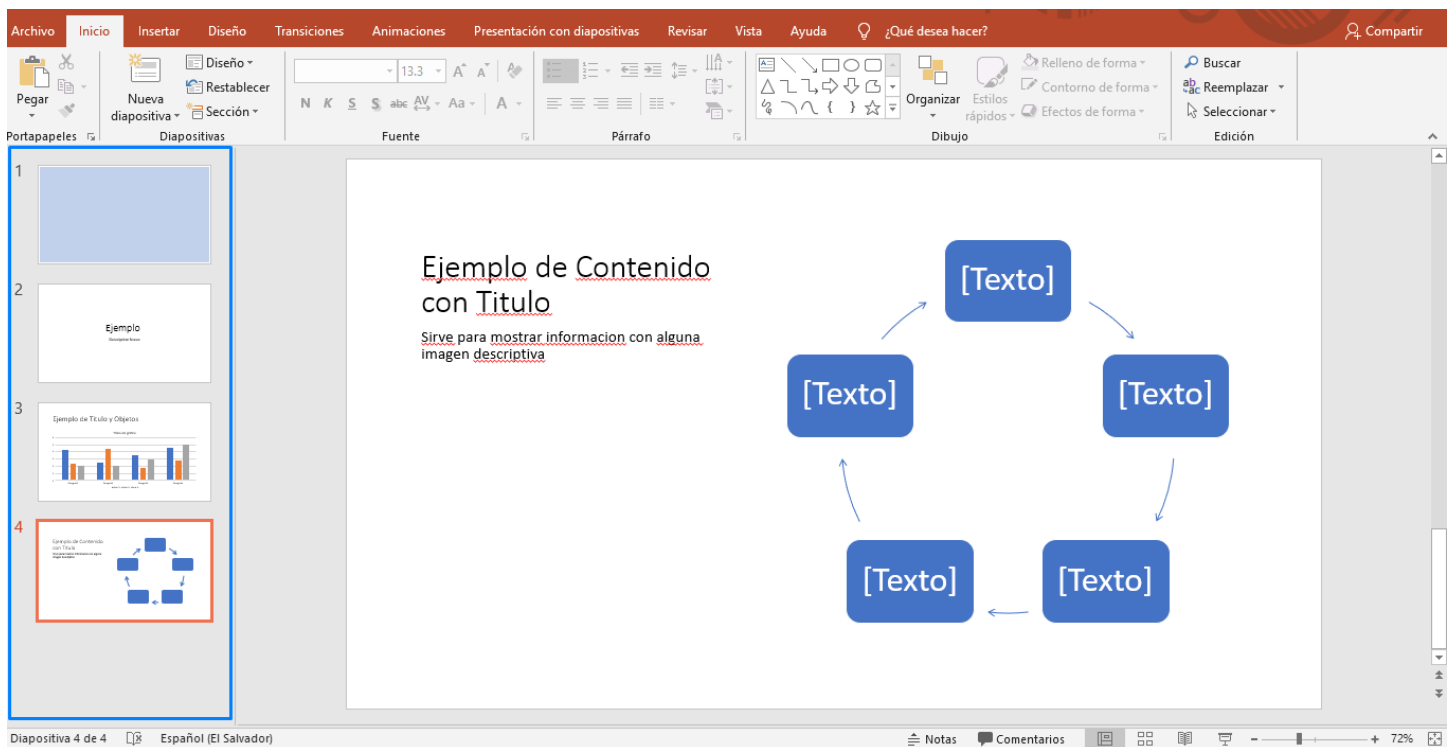 Archivo Inicio Insertar Diseño Transiciones Animaciones Presentación con diapositivas Revisar Vista Ayuda ¿Qué desea hacer? Compartir
Pegar
Portapapeles
Nueva
diapositiva
Diseño
Restablecer
Sección
Diapositivas
13.3 A A
N K S S abc AV Aa A
Fuente
Párrafo
Organizar
Estilos
rápidos
Relleno de forma
Contorno de forma
Efectos de forma
Dibujo
Buscar
Reemplazar
Seleccionar
Edición
1
2
Ejemplo
3
Ejemplo de Titulo y Objetos
4
Ejemplo de Contenido
con Titulo
Ejemplo de Contenido
con Titulo
Sirve para mostrar informacion con alguna
imagen descriptiva
[Texto]
[Texto]
[Texto]
[Texto]
[Texto]
Diapositiva 4 de 4 Español (El Salvador) Notas Comentarios 72%